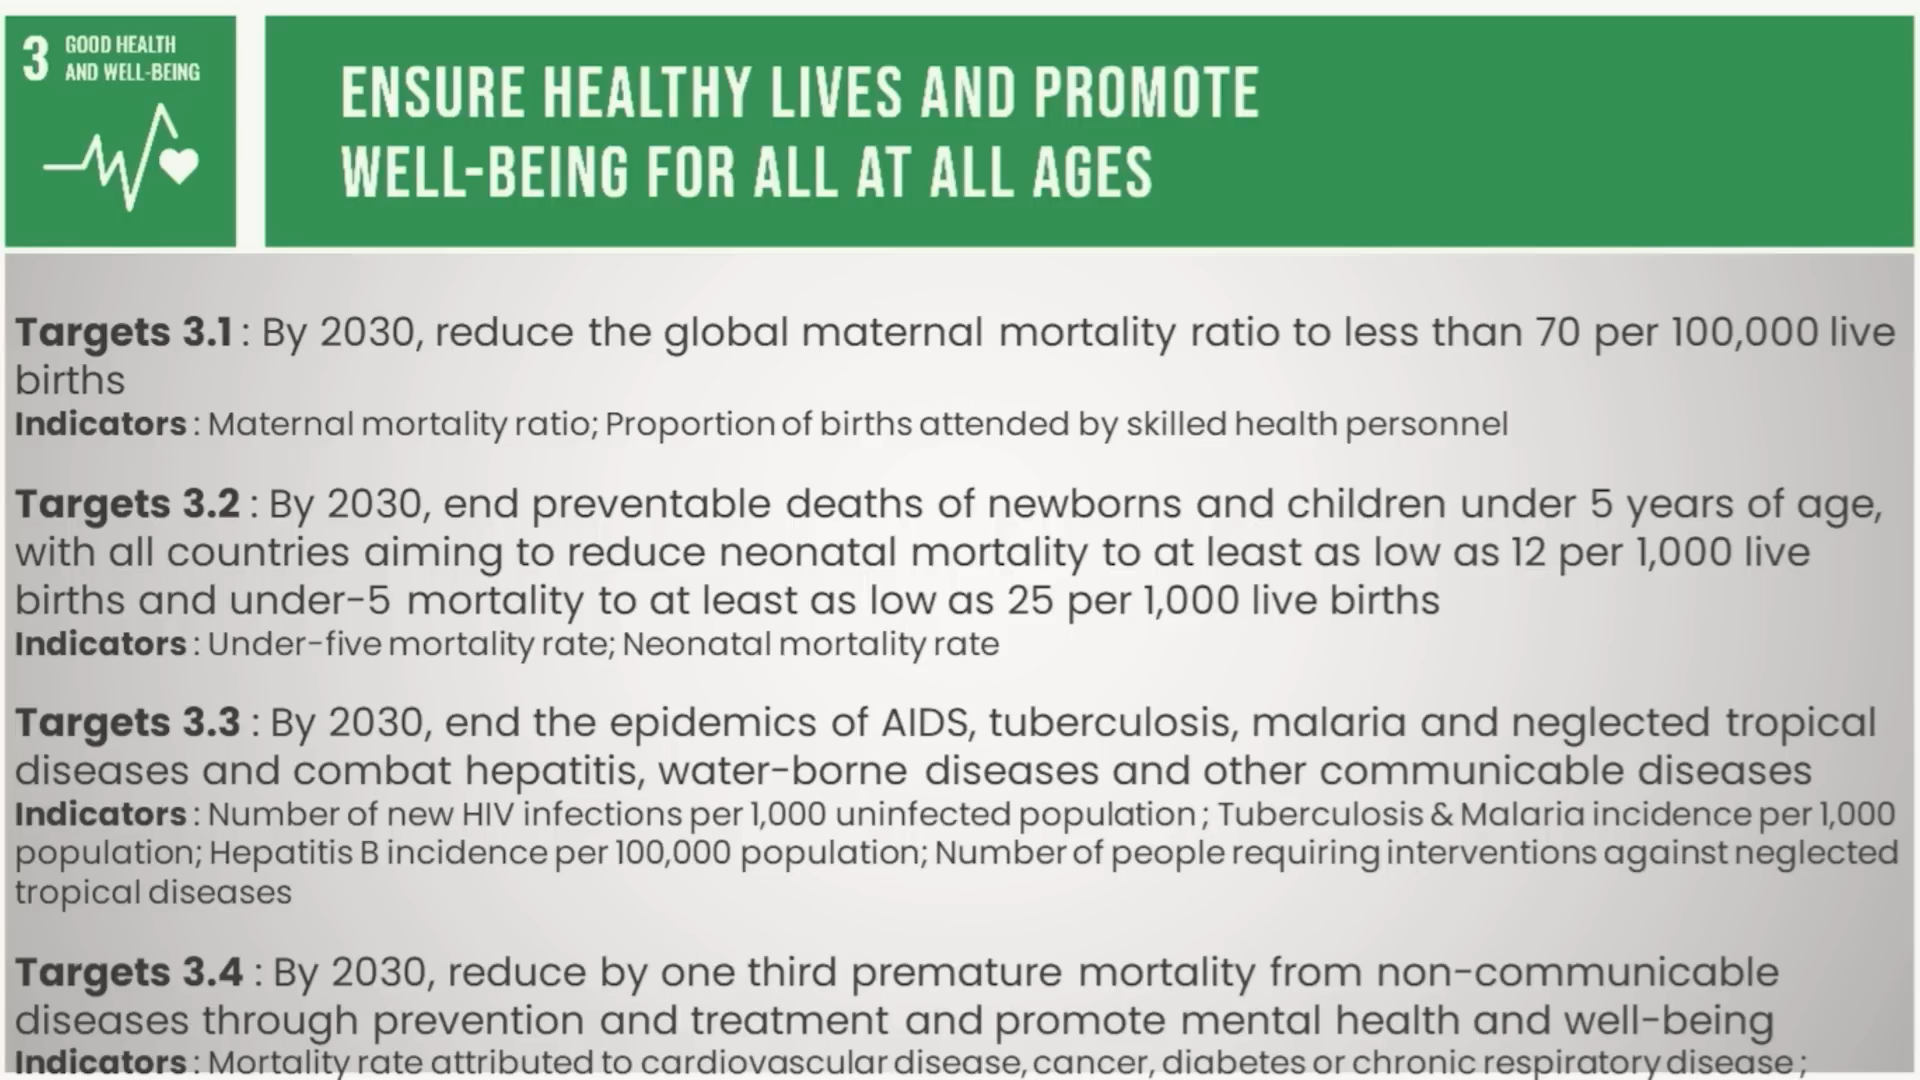 3 GOOD HEALTH
AND WELL-BEING
ENSURE HEALTHY LIVES AND PROMOTE
WELL-BEING FOR ALL AT ALL AGES
Targets 3.1 : By 2030, reduce the global maternal mortality ratio to less than 70 per 100,000 live
births
Indicators : Maternal mortality ratio; Proportion of births attended by skilled health personnel
Targets 3.2 : By 2030, end preventable deaths of newborns and children under 5 years of age,
with all countries aiming to reduce neonatal mortality to at least as low as 12 per 1,000 live
births and under-5 mortality to at least as low as 25 per 1,000 live births
Indicators : Under-five mortality rate; Neonatal mortality rate
Targets 3.3 : By 2030, end the epidemics of AIDS, tuberculosis, malaria and neglected tropical
diseases and combat hepatitis, water-borne diseases and other communicable diseases
Indicators : Number of new HIV infections per 1,000 uninfected population ; Tuberculosis & Malaria incidence per 1,000
population; Hepatitis B incidence per 100,000 population; Number of people requiring interventions against neglected
tropical diseases
Targets 3.4 : By 2030, reduce by one third premature mortality from non-communicable
diseases through prevention and treatment and promote mental health and well-being
Indicators : Mortality rate attributed to cardiovascular disease, cancer, diabetes or chronic respiratory disease ;